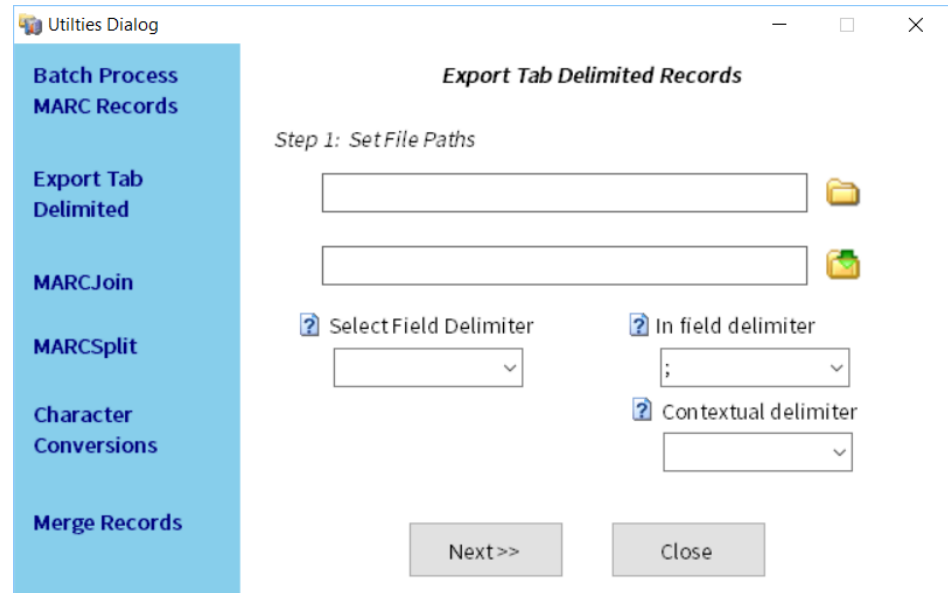 Utilties Dialog
Batch Process
MARC Records
Export Tab
Delimited
MARCJoin
MARCSplit
Character
Conversions
Merge Records
Export Tab Delimited Records
Step 1: Set File Paths
? Select Field Delimiter
? In field delimiter
;
? Contextual delimiter
Next>>
Close